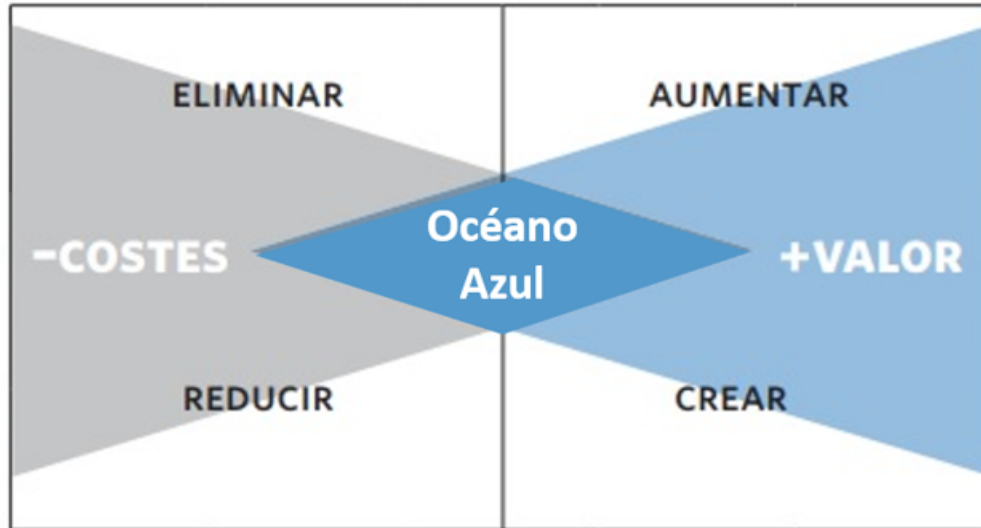 ELIMINAR
AUMENTAR
Océano
Azul
-COSTES
+VALOR
REDUCIR
CREAR